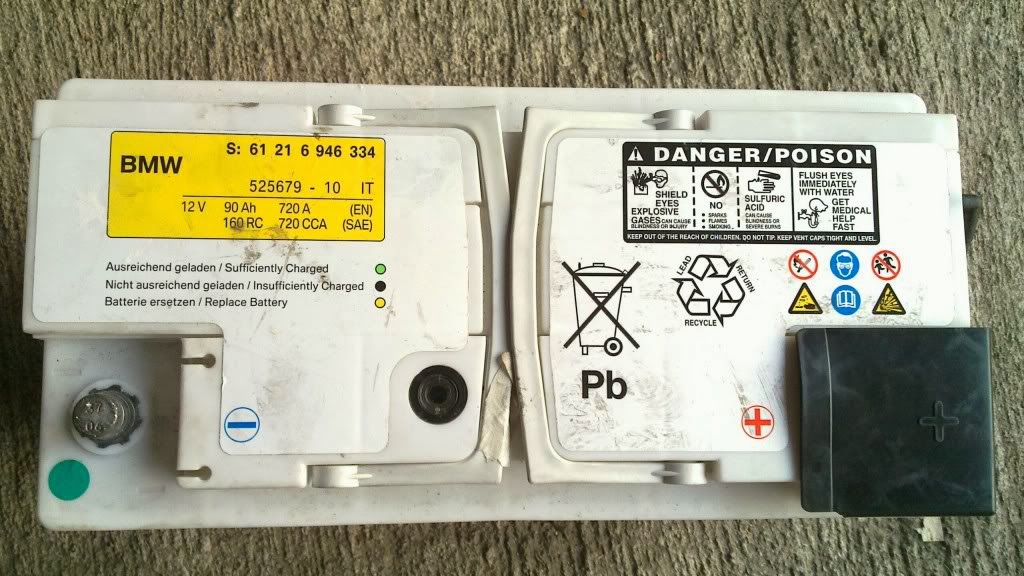 BMW
S: 61 21 6 946 334
525679 - 10 IT
12 V 90 Ah 720 A (EN)
160 RC 720 CCA (SAE)
Ausreichend geladen / Sufficiently Charged
Nicht ausreichend geladen / Insufficiently Charged
Batterie ersetzen / Replace Battery
DANGER/POISON
SHIELD
EYES
EXPLOSIVE
GASES CAN CAUSE
BLINDNESS OR INJURY
NO
• SPARKS
• FLAMES
• SMOKING
SULFURIC
ACID
CAN CAUSE
BLINDNESS OR
SEVERE BURNS
FLUSH EYES
IMMEDIATELY
WITH WATER
GET
MEDICAL
HELP
FAST
KEEP OUT OF THE REACH OF CHILDREN. DO NOT TIP. KEEP VENT CAPS TIGHT AND LEVEL.
LEAD
RETURN
RECYCLE
Pb
+